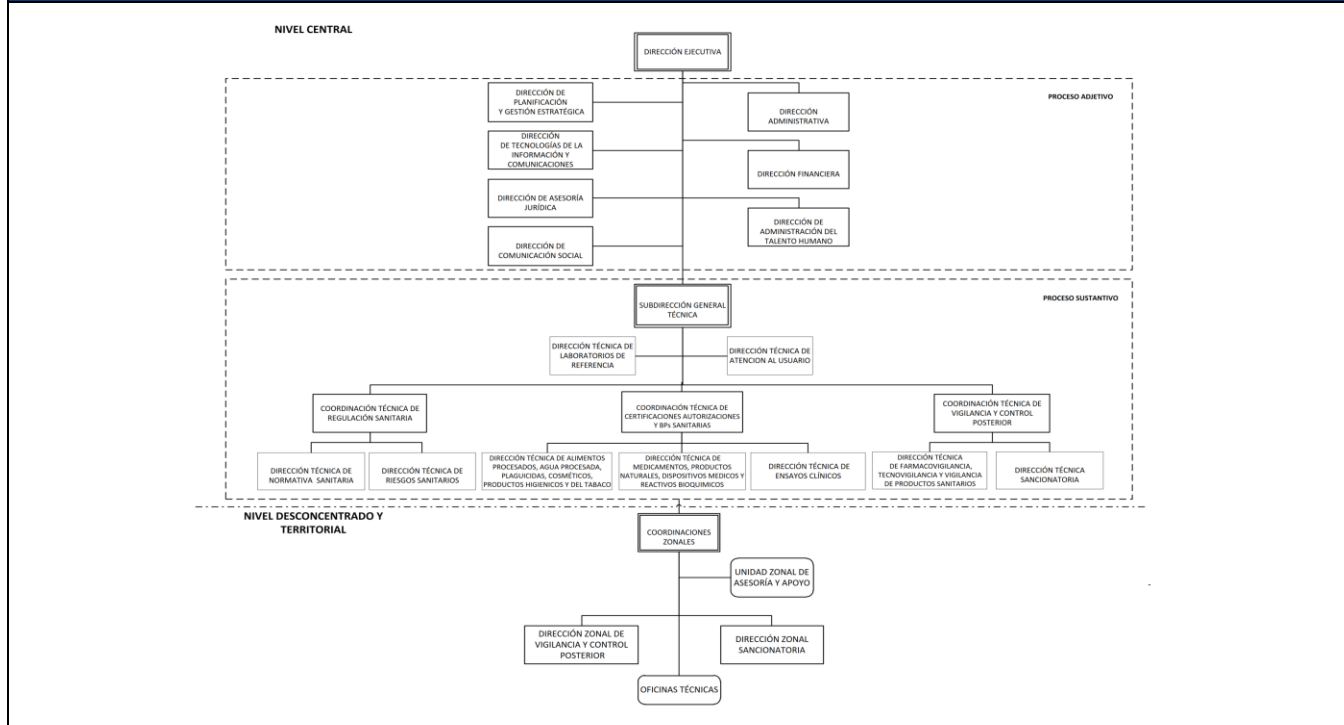 NIVEL CENTRAL
DIRECCIÓN EJECUTIVA
PROCESO ADJETIVO
DIRECCIÓN DE
PLANIFICACIÓN
Y GESTIÓN ESTRATÉGICA
DIRECCIÓN
ADMINISTRATIVA
DIRECCIÓN
DE TECNOLOGÍAS DE LA
INFORMACIÓN Y
COMUNICACIONES
DIRECCIÓN FINANCIERA
DIRECCIÓN DE ASESORÍA
JURÍDICA
DIRECCIÓN DE
ADMINISTRACIÓN DEL
TALENTO HUMANO
DIRECCIÓN DE
COMUNICACIÓN SOCIAL
PROCESO SUSTANTIVO
SUBDIRECCIÓN GENERAL
TÉCNICA
DIRECCIÓN TÉCNICA DE
LABORATORIOS DE
REFERENCIA
DIRECCIÓN TÉCNICA DE
ATENCION AL USUARIO
COORDINACIÓN TÉCNICA DE
REGULACIÓN SANITARIA
COORDINACIÓN TÉCNICA DE
CERTIFICACIONES AUTORIZACIONES
Y BPs SANITARIAS
COORDINACIÓN TÉCNICA DE
VIGILANCIA Y CONTROL
POSTERIOR
DIRECCIÓN TÉCNICA DE
NORMATIVA SANITARIA
DIRECCIÓN TÉCNICA DE
RIESGOS SANITARIOS
DIRECCIÓN TÉCNICA DE ALIMENTOS
PROCESADOS, AGUA PROCESADA,
PLAGUICIDAS, COSMÉTICOS,
PRODUCTOS HIGIENICOS Y DEL TABACO
DIRECCIÓN TÉCNICA DE
MEDICAMENTOS, PRODUCTOS
NATURALES, DISPOSITIVOS MEDICOS Y
REACTIVOS BIOQUIMICOS
DIRECCIÓN TÉCNICA DE
ENSAYOS CLÍNICOS
DIRECCIÓN TÉCNICA
DE FARMACOVIGILANCIA,
TECNOVIGILANCIA Y VIGILANCIA
DE PRODUCTOS SANITARIOS
DIRECCIÓN TÉCNICA
SANCIONATORIA
NIVEL DESCONCENTRADO Y
TERRITORIAL
COORDINACIONES
ZONALES
UNIDAD ZONAL DE
ASESORÍA Y APOYO
DIRECCIÓN ZONAL DE
VIGILANCIA Y CONTROL
POSTERIOR
DIRECCIÓN ZONAL
SANCIONATORIA
OFICINAS TÉCNICAS